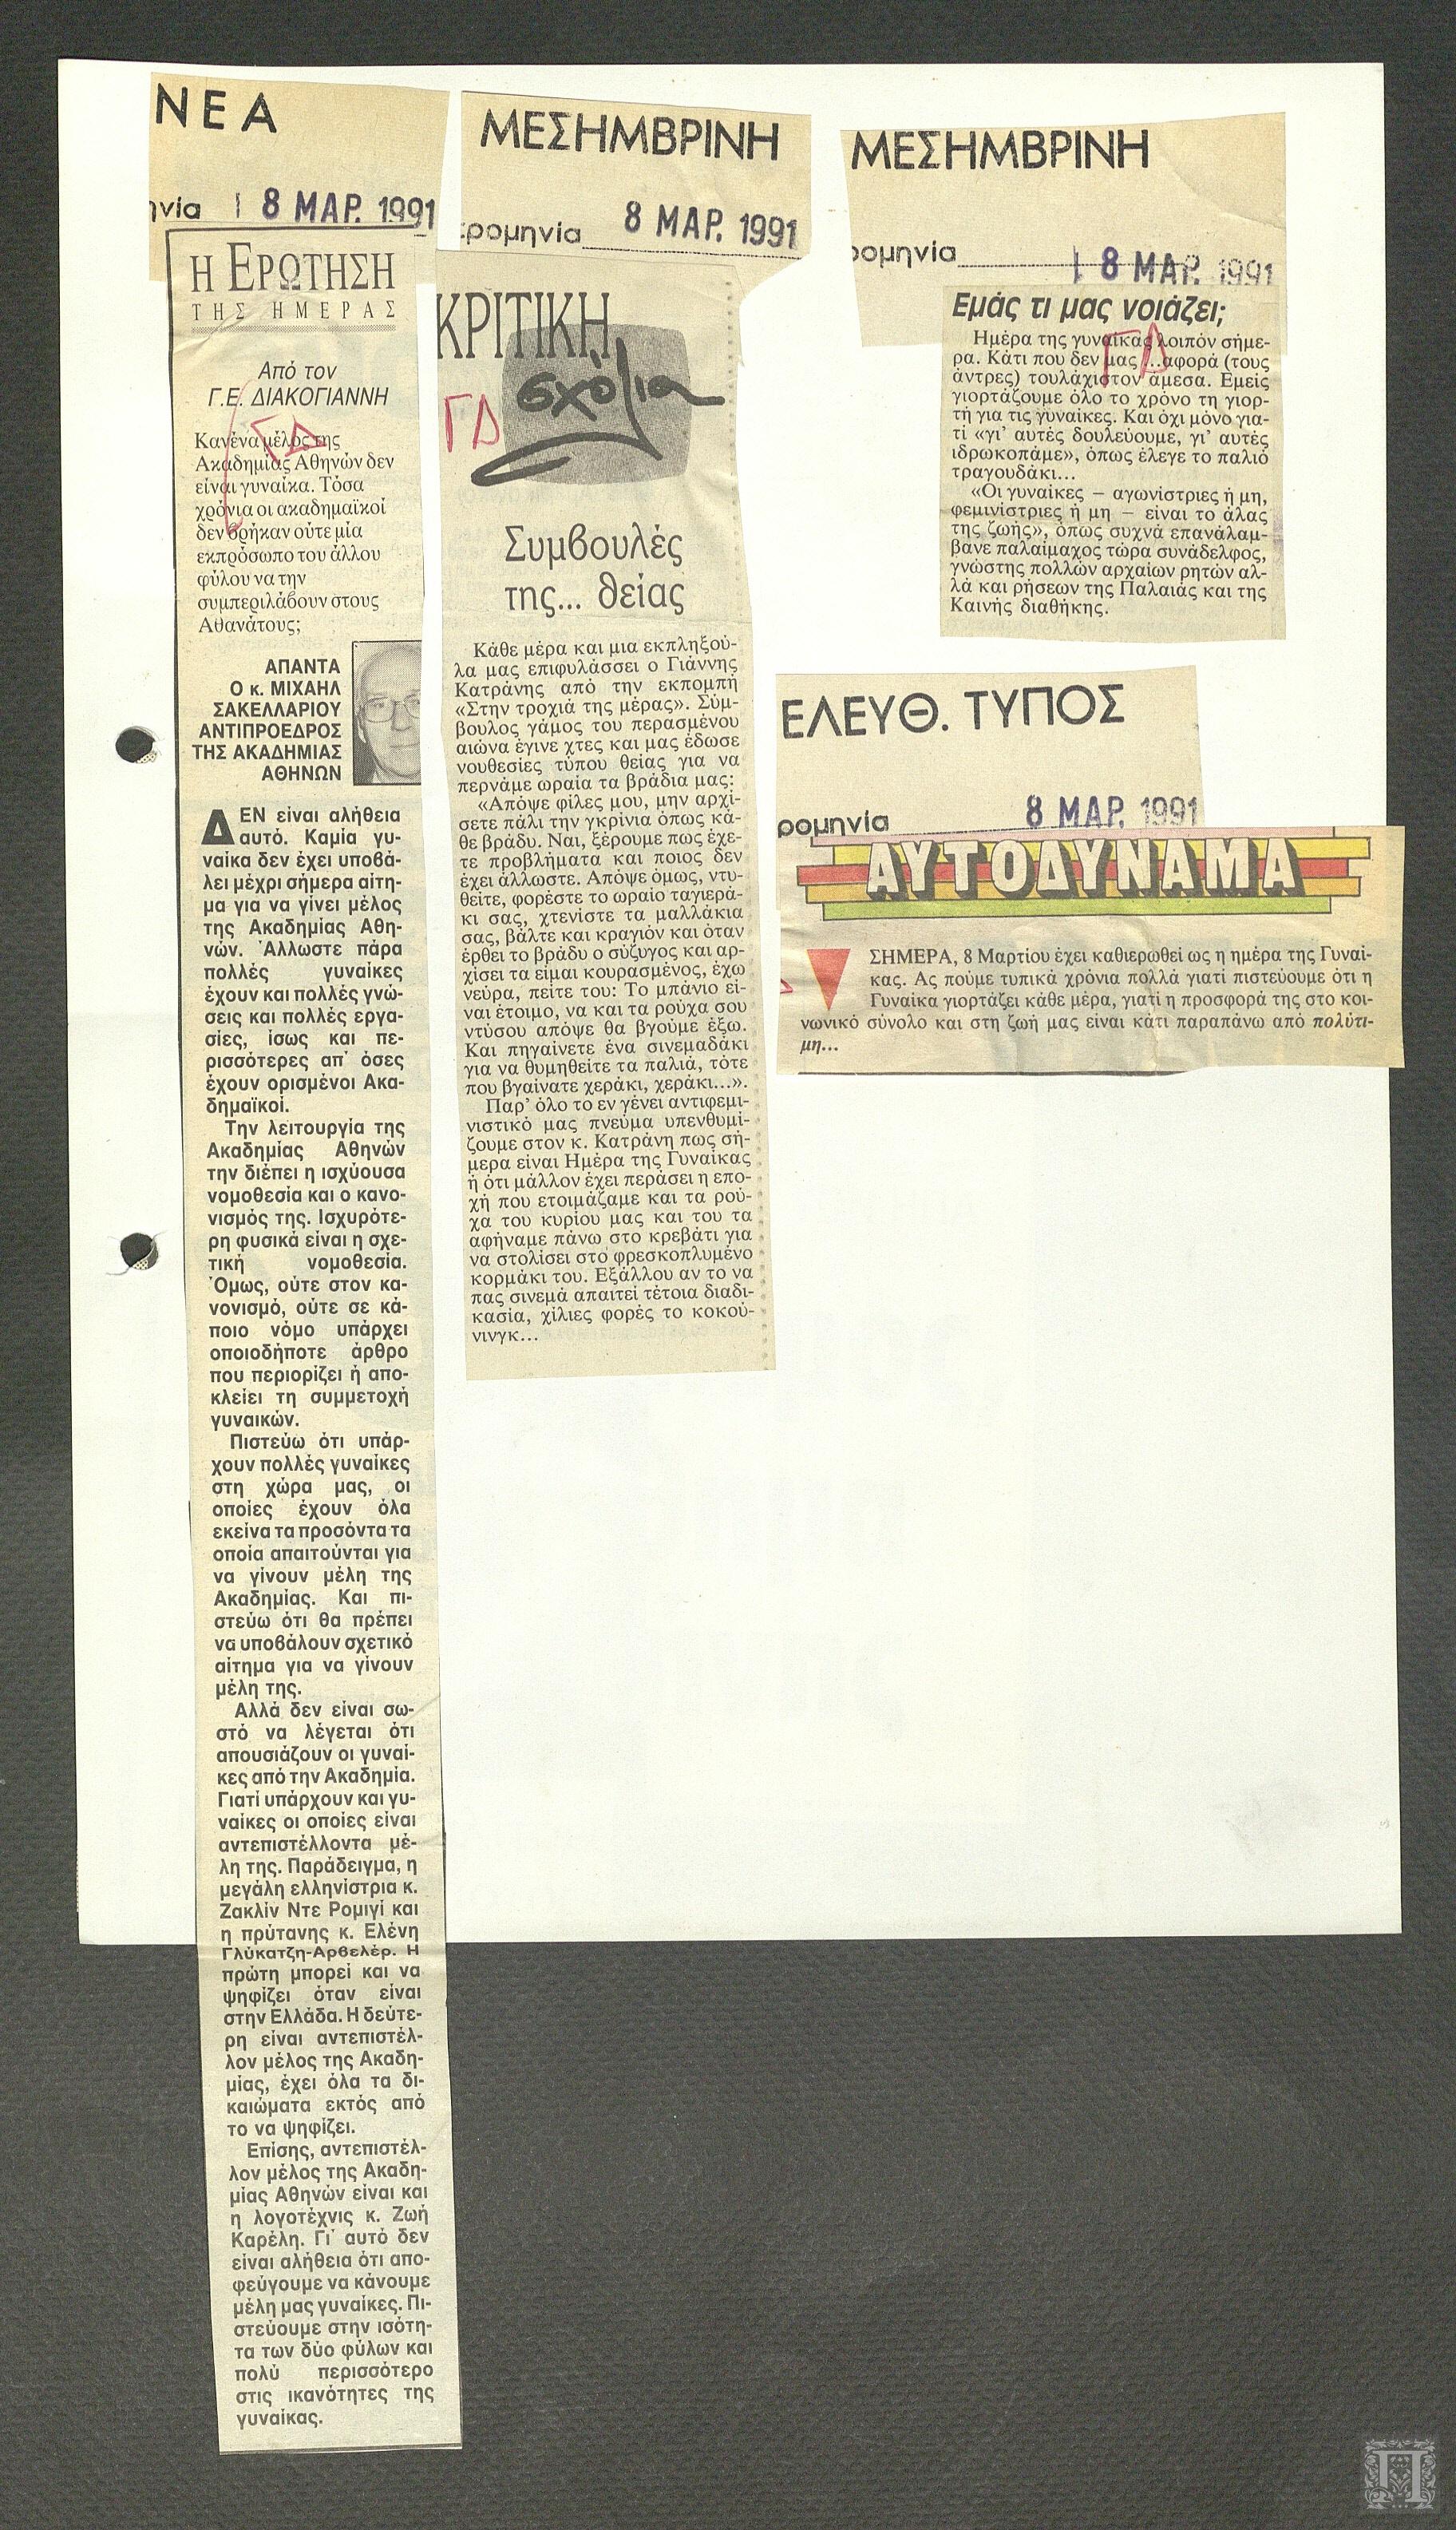 ΝΕΑ
ηνία 8 ΜΑΡ. 1991
Η ΕΡΩΤΗΣΗ
ΤΗΣ ΗΜΕΡΑΣ
Από τον
Γ.Ε. ΔΙΑΚΟΓΙΑΝΝΗ
ΓΔ
Κανένα μέλος της
Ακαδημίας Αθηνών δεν
είναι γυναίκα. Τόσα
χρόνια οι ακαδημαϊκοί
δεν βρήκαν ούτε μία
εκπρόσωπο του άλλου
φύλου να την
συμπεριλάβουν στους
Αθανάτους;
ΑΠΑΝΤΑ
Ο κ. ΜΙΧΑΗΛ
ΣΑΚΕΛΛΑΡΙΟΥ
ΑΝΤΙΠΡΟΕΔΡΟΣ
ΤΗΣ ΑΚΑΔΗΜΙΑΣ
ΑΘΗΝΩΝ
ΔΕΝ είναι αλήθεια
αυτό. Καμία γυ-
ναίκα δεν έχει υποβά-
λει μέχρι σήμερα αίτη-
μα για να γίνει μέλος
της Ακαδημίας Αθη-
νών. Άλλωστε πάρα
πολλές γυναίκες
έχουν και πολλές γνώ-
σεις και πολλές εργα-
σίες, ίσως και πε-
ρισσότερες απ' όσες
έχουν ορισμένοι Ακα-
δημαϊκοί.
Την λειτουργία της
Ακαδημίας Αθηνών
την διέπει η ισχύουσα
νομοθεσία και ο κανο-
νισμός της. Ισχυρότε-
ρη φυσικά είναι η σχε-
τική νομοθεσία.
Όμως, ούτε στον κα-
νονισμό, ούτε σε κά-
ποιο νόμο υπάρχει
οποιοδήποτε άρθρο
που περιορίζει ή απο-
κλείει τη συμμετοχή
γυναικών.
Πιστεύω ότι υπάρ-
χουν πολλές γυναίκες
στη χώρα μας, οι
οποίες έχουν όλα
εκείνα τα προσόντα τα
οποία απαιτούνται για
να γίνουν μέλη της
Ακαδημίας. Και πι-
στεύω ότι θα πρέπει
να υποβάλουν σχετικό
αίτημα για να γίνουν
μέλη της.
Αλλά δεν είναι σω-
στό να λέγεται ότι
απουσιάζουν οι γυναί-
κες από την Ακαδημία.
Γιατί υπάρχουν και γυ-
ναίκες οι οποίες είναι
αντεπιστέλλοντα μέ-
λη της. Παράδειγμα, η
μεγάλη ελληνίστρια κ.
Ζακλίν Ντε Ρομιγί και
η πρύτανης κ. Ελένη
Γλύκατζη-Αρβελέρ. Η
πρώτη μπορεί και να
ψηφίζει όταν είναι
στην Ελλάδα. Η δεύτε-
ρη είναι αντεπιστέλ-
λον μέλος της Ακαδη-
μίας, έχει όλα τα δι-
καιώματα εκτός από
το να ψηφίζει.
Επίσης, αντεπιστέλ-
λον μέλος της Ακαδη-
μίας Αθηνών είναι και
η λογοτέχνις κ. Ζωή
Καρέλη. Γι' αυτό δεν
είναι αλήθεια ότι απο-
φεύγουμε να κάνουμε
μέλη μας γυναίκες. Πι-
στεύουμε στην ισότη-
τα των δύο φύλων και
πολύ περισσότερο
στις ικανότητες της
γυναίκας.
ΜΕΣΗΜΒΡΙΝΗ
ρομηνία 8 ΜΑΡ. 1991
ΚΡΙΤΙΚΗ
σχόλια
ΓΔ
Συμβουλές
της... θείας
Κάθε μέρα και μια εκπληξού-
λα μας επιφυλάσσει ο Γιάννης
Κατράνης από την εκπομπή
«Στην τροχιά της μέρας». Σύμ-
βουλος γάμος του περασμένου
αιώνα έγινε χτες και μας έδωσε
νουθεσίες τύπου θείας για να
περνάμε ωραία τα βράδια μας:
«Απόψε φίλες μου, μην αρχί-
σετε πάλι την γκρίνια όπως κά-
θε βράδυ. Ναι, ξέρουμε πως έχε-
τε προβλήματα και ποιος δεν
έχει άλλωστε. Απόψε όμως, ντυ-
θείτε, φορέστε το ωραίο ταγιερά-
κι σας, χτενίστε τα μαλλάκια
σας, βάλτε και κραγιόν και όταν
έρθει το βράδυ ο σύζυγος και αρ-
χίσει τα είμαι κουρασμένος, έχω
νεύρα, πείτε του: Το μπάνιο εί-
ναι έτοιμο, να και τα ρούχα σου
ντύσου απόψε θα βγούμε έξω.
Και πηγαίνετε ένα σινεμαδάκι
για να θυμηθείτε τα παλιά, τότε
που βγαίνατε χεράκι, χεράκι...».
Παρ' όλο το εν γένει αντιφεμι-
νιστικό μας πνεύμα υπενθυμί-
ζουμε στον κ. Κατράνη πως σή-
μερα είναι Ημέρα της Γυναίκας
ή ότι μάλλον έχει περάσει η επο-
χή που ετοιμάζαμε και τα ρού-
χα του κυρίου μας και του τα
αφήναμε πάνω στο κρεβάτι για
να στολίσει στο φρεσκοπλυμένο
κορμάκι του. Εξάλλου αν το να
πας σινεμά απαιτεί τέτοια διαδι-
κασία, χίλιες φορές το κοκού-
νινγκ...
ΜΕΣΗΜΒΡΙΝΗ
ρομηνία 8 ΜΑΡ. 1991
Εμάς τι μας νοιάζει;
ΓΔ
Ημέρα της γυναίκας λοιπόν σήμε-
ρα. Κάτι που δεν μας ...αφορά (τους
άντρες) τουλάχιστον άμεσα. Εμείς
γιορτάζουμε όλο το χρόνο τη γιορ-
τή για τις γυναίκες. Και όχι μόνο για-
τί «γι' αυτές δουλεύουμε, γι' αυτές
ιδρωκοπάμε», όπως έλεγε το παλιό
τραγουδάκι...
«Οι γυναίκες – αγωνίστριες ή μη,
φεμινίστριες ή μη – είναι το άλας
της ζωής», όπως συχνά επανάλαμ-
βανε παλαίμαχος τώρα συνάδελφος,
γνώστης πολλών αρχαίων ρητών αλ-
λά και ρήσεων της Παλαιάς και της
Καινής διαθήκης.
ΕΛΕΥΘ. ΤΥΠΟΣ
ρομηνία 8 ΜΑΡ. 1991
ΑΥΤΟΔΥΝΑΜΑ
ΣΗΜΕΡΑ, 8 Μαρτίου έχει καθιερωθεί ως η ημέρα της Γυναί-
κας. Ας πούμε τυπικά χρόνια πολλά γιατί πιστεύουμε ότι η
Γυναίκα γιορτάζει κάθε μέρα, γιατί η προσφορά της στο κοι-
νωνικό σύνολο και στη ζωή μας είναι κάτι παραπάνω από πολύτι-
μη...
Π